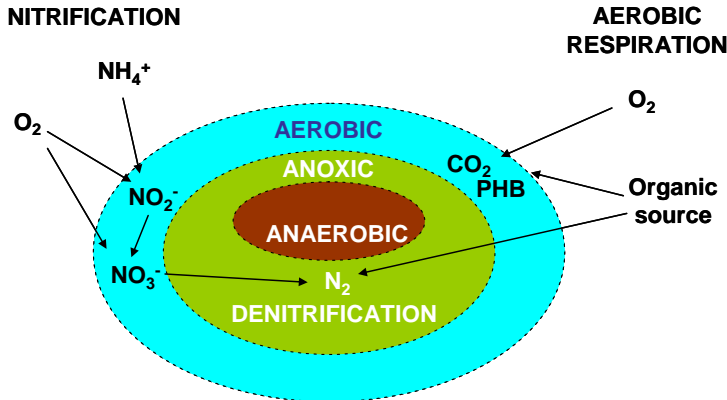 NITRIFICATION
AEROBIC
RESPIRATION
NH₄⁺
O₂
O₂
AEROBIC
ANOXIC
CO₂
PHB
NO₂⁻
Organic
source
ANAEROBIC
NO₃⁻
N₂
DENITRIFICATION